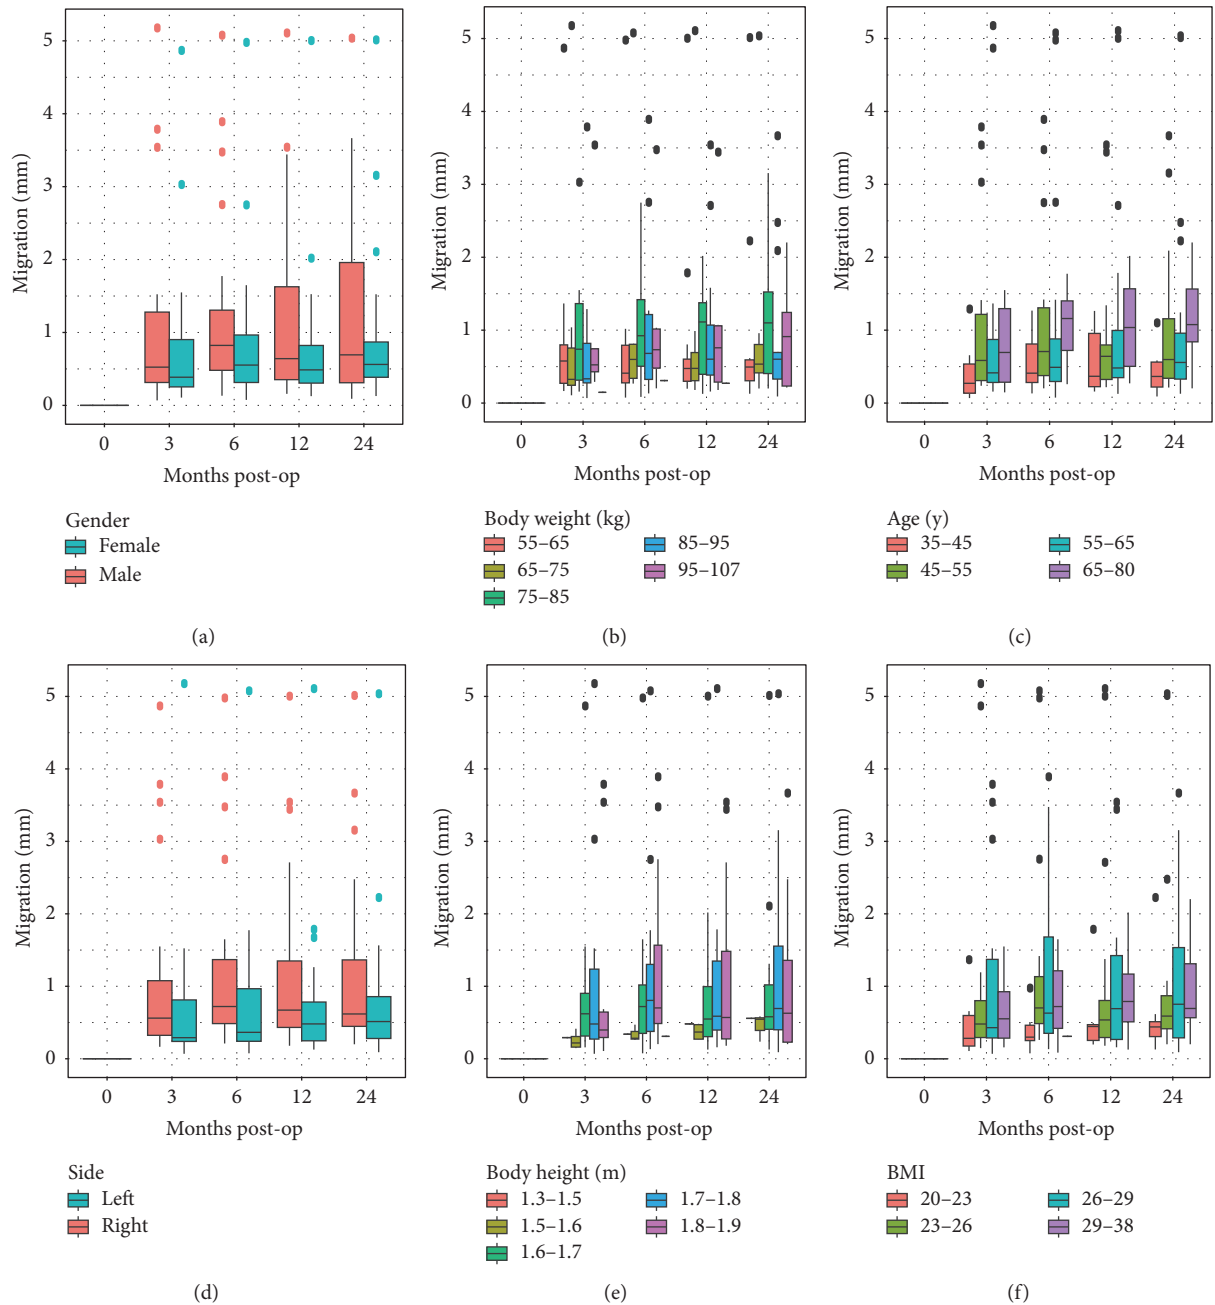 5
4
3
2
1
0
Migration (mm)
0 3 6 12 24
Months post-op
Gender
Female
Male
(a)
5
4
3
2
1
0
Migration (mm)
0 3 6 12 24
Months post-op
Body weight (kg)
55–65 85–95
65–75 95–107
75–85
(b)
5
4
3
2
1
0
Migration (mm)
0 3 6 12 24
Months post-op
Age (y)
35–45 55–65
45–55 65–80
(c)
5
4
3
2
1
0
Migration (mm)
0 3 6 12 24
Months post-op
Side
Left
Right
(d)
5
4
3
2
1
0
Migration (mm)
0 3 6 12 24
Months post-op
Body height (m)
1.3–1.5 1.7–1.8
1.5–1.6 1.8–1.9
1.6–1.7
(e)
5
4
3
2
1
0
Migration (mm)
0 3 6 12 24
Months post-op
BMI
20–23 26–29
23–26 29–38
(f)